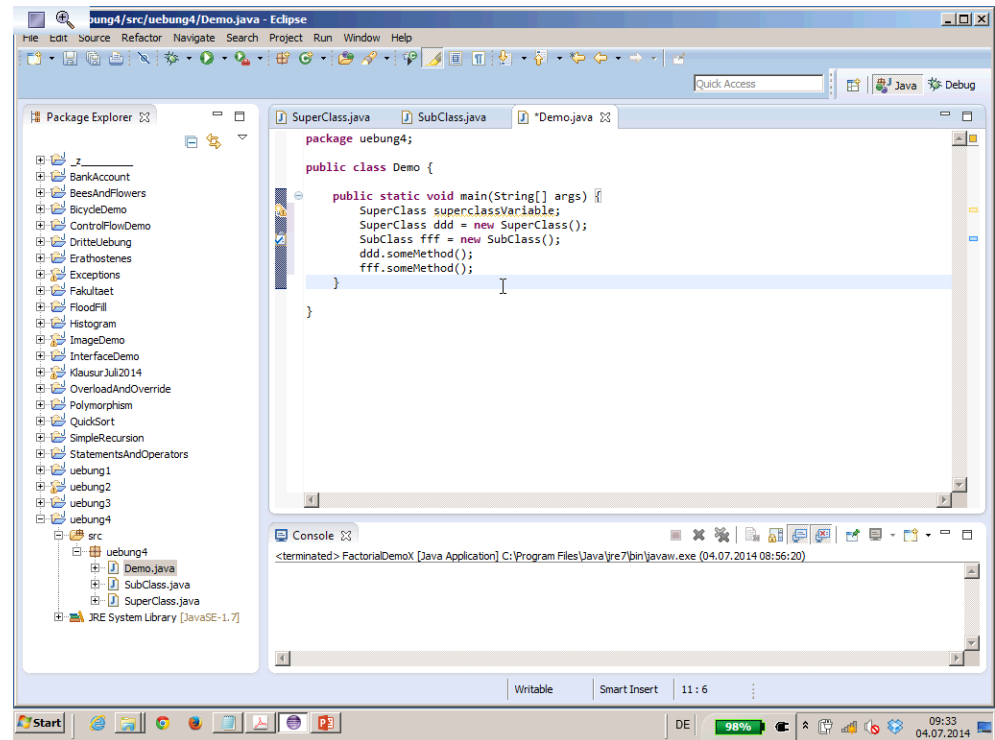 bung4/src/uebung4/Demo.java - Eclipse
File Edit Source Refactor Navigate Search Project Run Window Help
Quick Access
Java
Debug
Package Explorer
_z_________
BankAccount
BeesAndFlowers
BicycleDemo
ControlFlowDemo
DritteUebung
Erathostenes
Exceptions
Fakultaet
FloodFill
Histogram
ImageDemo
InterfaceDemo
KlausurJuli2014
OverloadAndOverride
Polymorphism
QuickSort
SimpleRecursion
StatementsAndOperators
uebung1
uebung2
uebung3
uebung4
src
uebung4
Demo.java
SubClass.java
SuperClass.java
JRE System Library [JavaSE-1.7]
SuperClass.java
SubClass.java
*Demo.java
package uebung4;
public class Demo {
public static void main(String[] args) {
SuperClass superclassVariable;
SuperClass ddd = new SuperClass();
SubClass fff = new SubClass();
ddd.someMethod();
fff.someMethod();
}
}
Console
<terminated> FactorialDemoX [Java Application] C:\Program Files\Java\jre7\bin\javaw.exe (04.07.2014 08:56:20)
Writable
Smart Insert
11 : 6
Start
DE
98%
09:33
04.07.2014